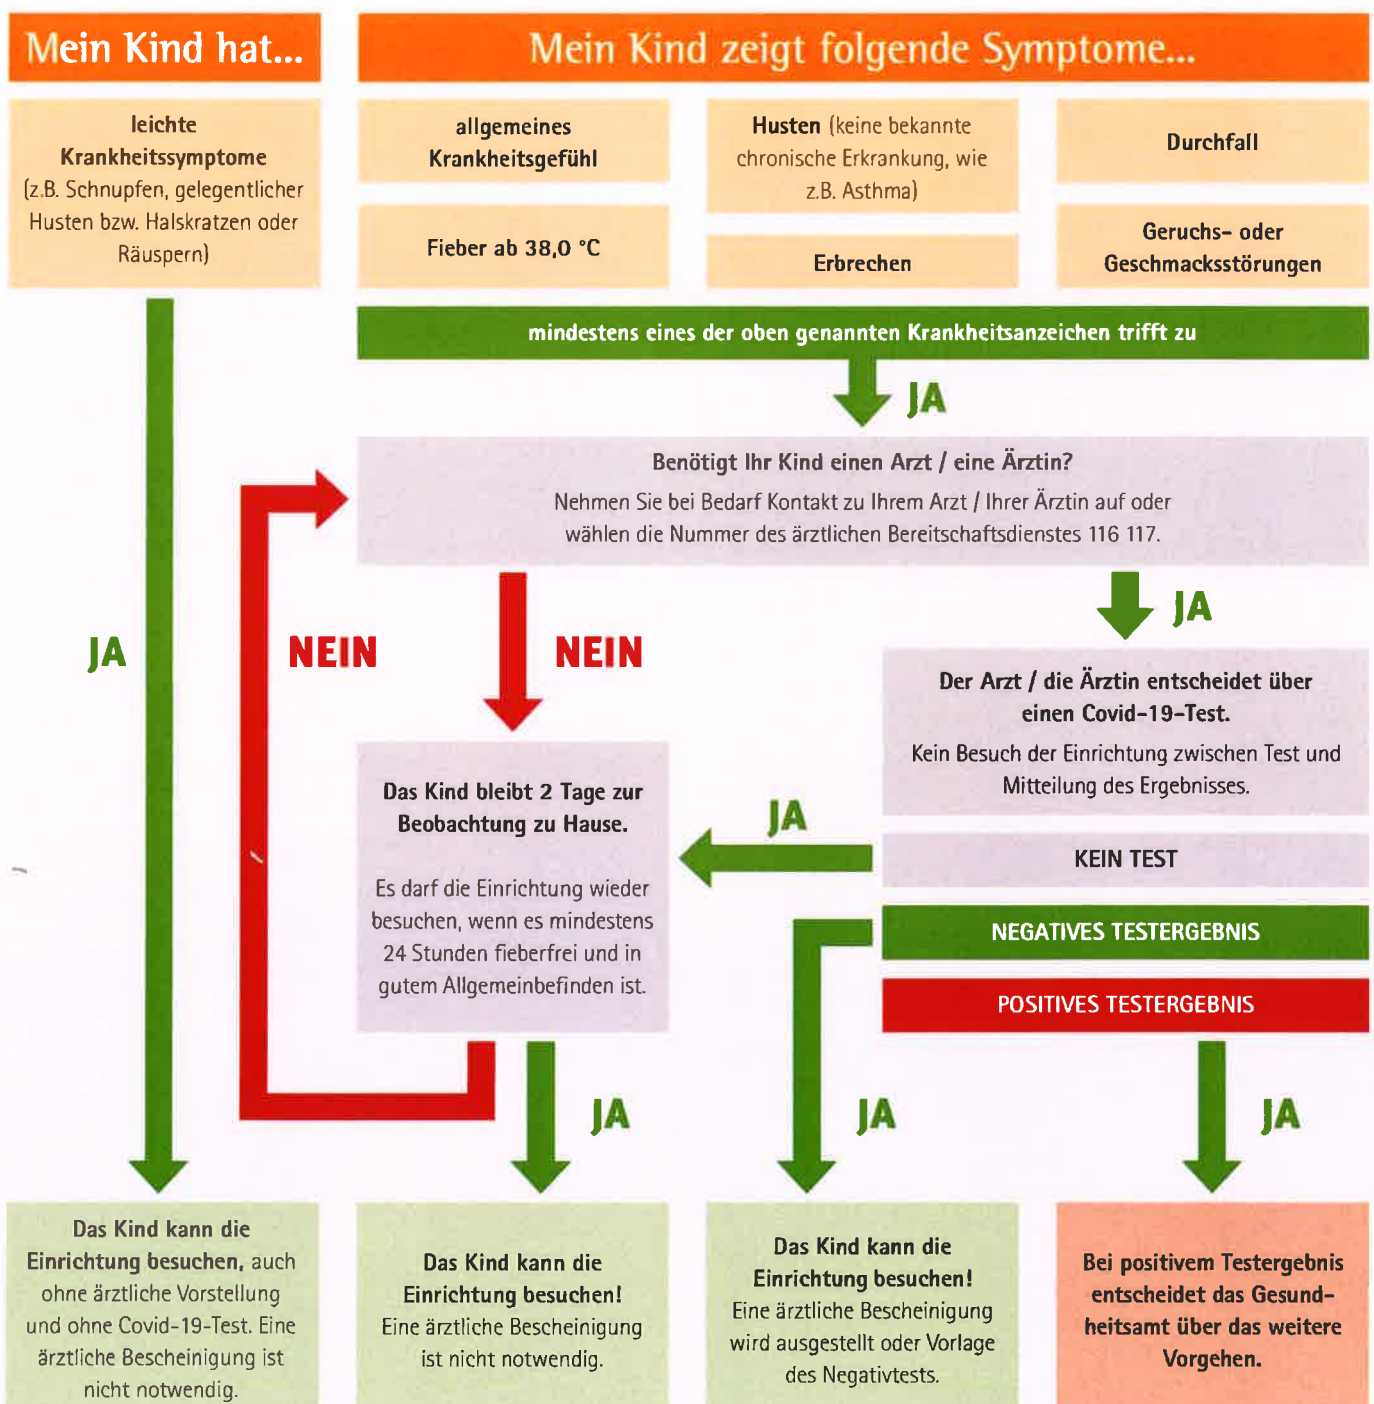 Mein Kind hat...
leichte
Krankheitssymptome
(z.B. Schnupfen, gelegentlicher
Husten bzw. Halskratzen oder
Räuspern)
Mein Kind zeigt folgende Symptome...
allgemeines
Krankheitsgefühl
Husten (keine bekannte
chronische Erkrankung, wie
z.B. Asthma)
Durchfall
Fieber ab 38,0 °C
Erbrechen
Geruchs- oder
Geschmacksstörungen
mindestens eines der oben genannten Krankheitsanzeichen trifft zu
JA
Benötigt Ihr Kind einen Arzt / eine Ärztin?
Nehmen Sie bei Bedarf Kontakt zu Ihrem Arzt / Ihrer Ärztin auf oder
wählen die Nummer des ärztlichen Bereitschaftsdienstes 116 117.
JA
NEIN
NEIN
JA
Der Arzt / die Ärztin entscheidet über
einen Covid-19-Test.
Kein Besuch der Einrichtung zwischen Test und
Mitteilung des Ergebnisses.
Das Kind bleibt 2 Tage zur
Beobachtung zu Hause.
Es darf die Einrichtung wieder
besuchen, wenn es mindestens
24 Stunden fieberfrei und in
gutem Allgemeinbefinden ist.
JA
KEIN TEST
NEGATIVES TESTERGEBNIS
POSITIVES TESTERGEBNIS
JA
JA
JA
Das Kind kann die
Einrichtung besuchen, auch
ohne ärztliche Vorstellung
und ohne Covid-19-Test. Eine
ärztliche Bescheinigung ist
nicht notwendig.
Das Kind kann die
Einrichtung besuchen!
Eine ärztliche Bescheinigung
ist nicht notwendig.
Das Kind kann die
Einrichtung besuchen!
Eine ärztliche Bescheinigung
wird ausgestellt oder Vorlage
des Negativtests.
Bei positivem Testergebnis
entscheidet das Gesund-
heitsamt über das weitere
Vorgehen.